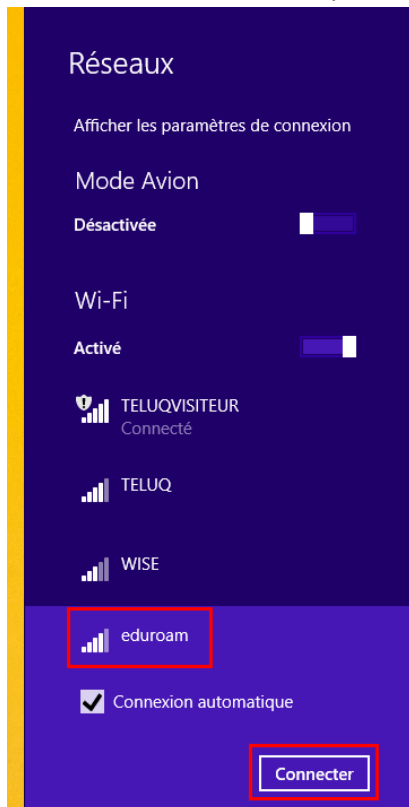 Réseaux
Afficher les paramètres de connexion
Mode Avion
Désactivée
Wi-Fi
Activé
TELUQVISITEUR
Connecté
TELUQ
WISE
eduroam
Connexion automatique
Connecter